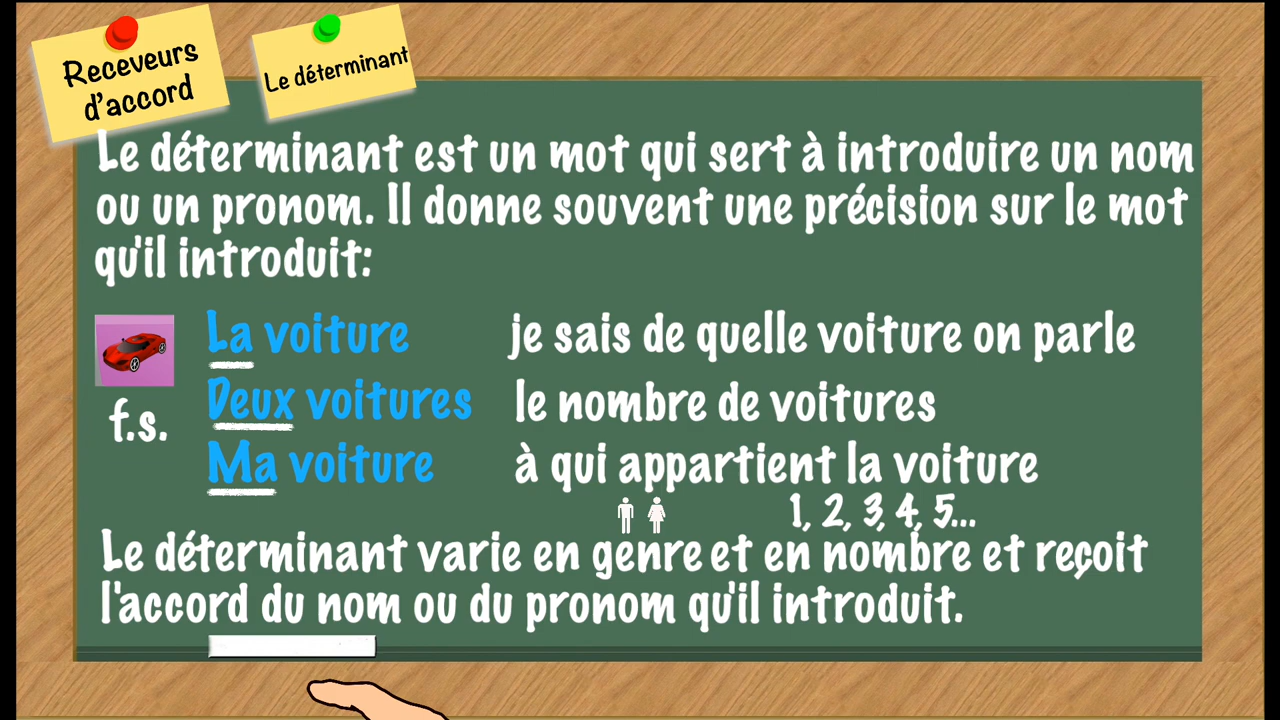 Receveurs
d'accord
Le déterminant
Le déterminant est un mot qui sert à introduire un nom
ou un pronom. Il donne souvent une précision sur le mot
qu'il introduit:
La voiture je sais de quelle voiture on parle
f.s.
Deux voitures le nombre de voitures
Ma voiture à qui appartient la voiture
1, 2, 3, 4, 5...
Le déterminant varie en genre et en nombre et reçoit
l'accord du nom ou du pronom qu'il introduit.